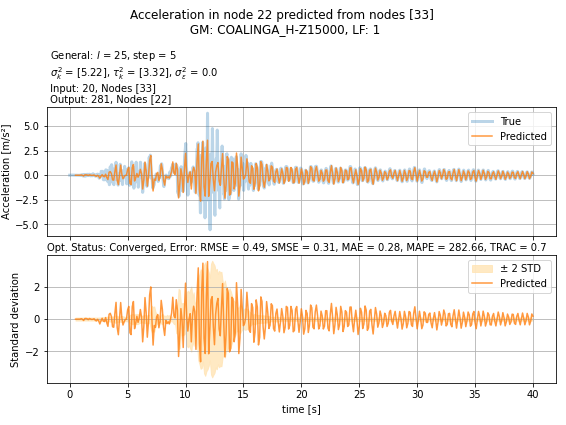 Acceleration in node 22 predicted from nodes [33]
GM: COALINGA_H-Z15000, LF: 1
General: l = 25, step = 5
σ²ₖ = [5.22], τ²ₖ = [3.32], σ²ε = 0.0
Input: 20, Nodes [33]
Output: 281, Nodes [22]
Acceleration [m/s²]
5.0
2.5
0.0
−2.5
−5.0
True
Predicted
Opt. Status: Converged, Error: RMSE = 0.49, SMSE = 0.31, MAE = 0.28, MAPE = 282.66, TRAC = 0.7
Standard deviation
2
0
−2
± 2 STD
Predicted
0 5 10 15 20 25 30 35 40
time [s]